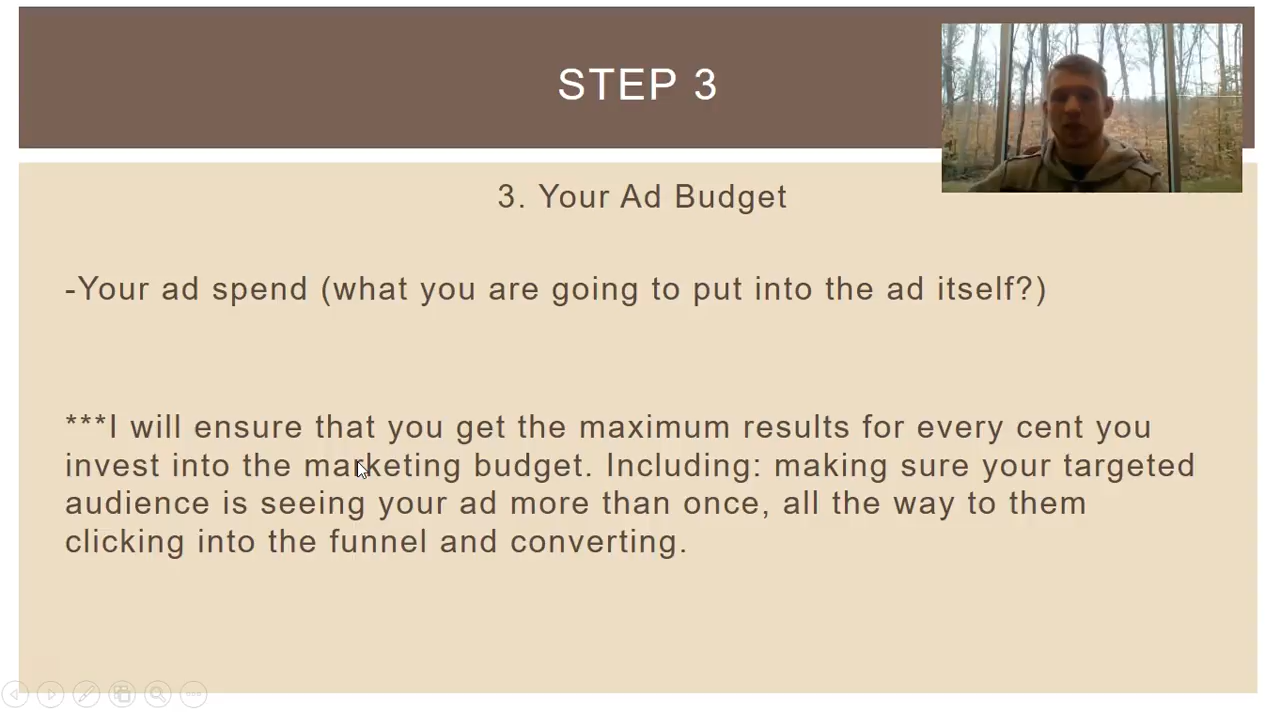 STEP 3
3. Your Ad Budget
-Your ad spend (what you are going to put into the ad itself?)
***I will ensure that you get the maximum results for every cent you
invest into the marketing budget. Including: making sure your targeted
audience is seeing your ad more than once, all the way to them
clicking into the funnel and converting.